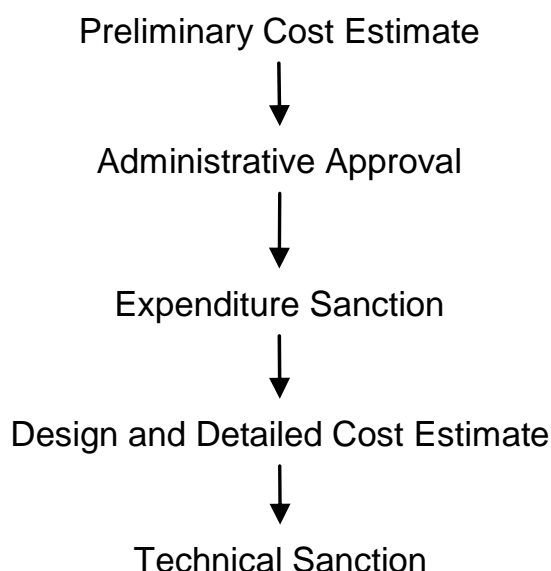 Preliminary Cost Estimate
Administrative Approval
Expenditure Sanction
Design and Detailed Cost Estimate
Technical Sanction